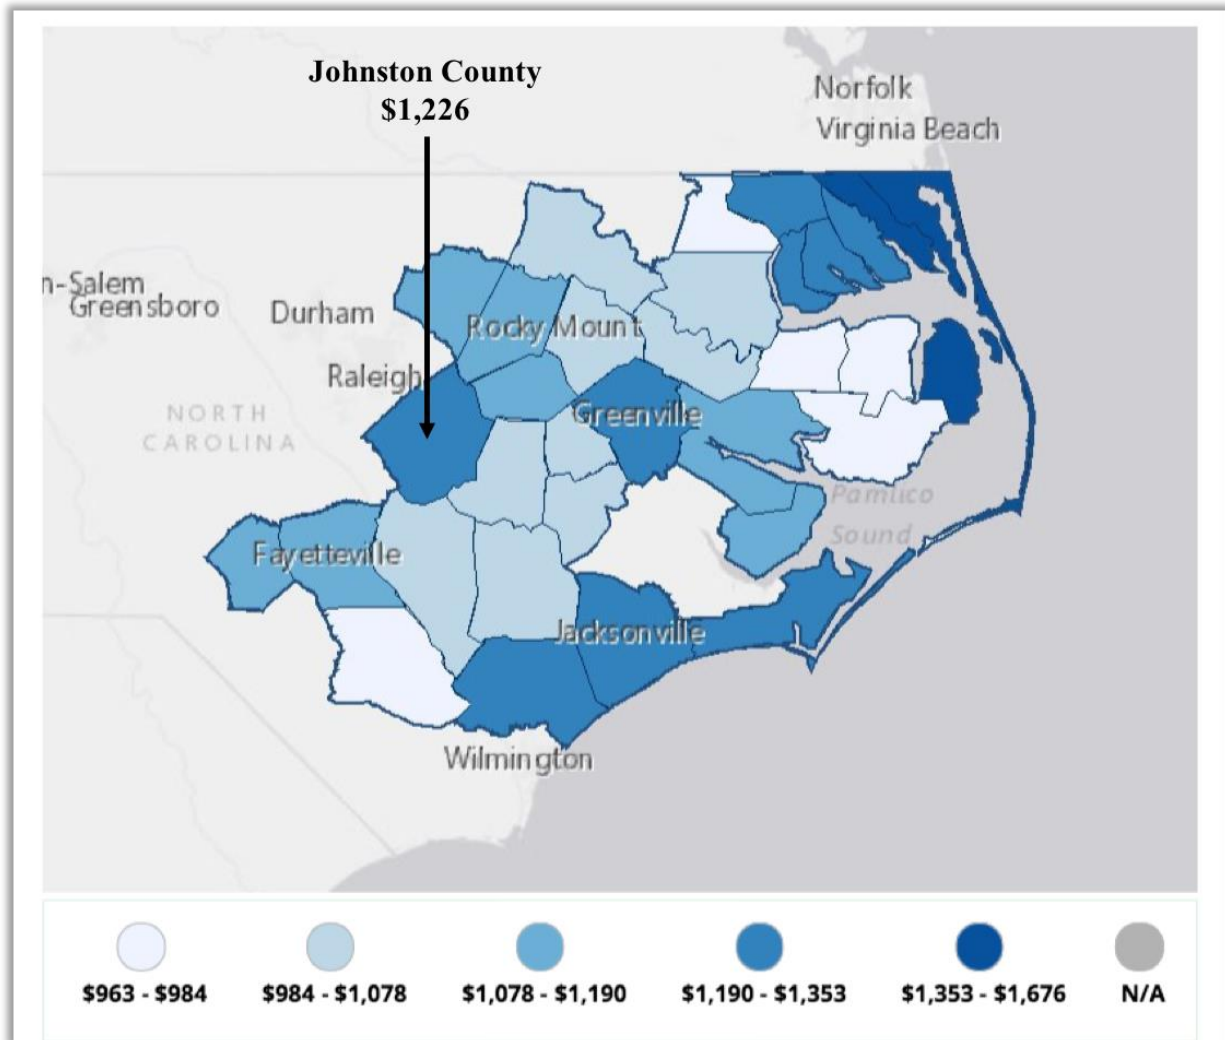 Johnston County
$1,226
Norfolk
Virginia Beach
n-Salem
Greensboro
Durham
Rocky Mount
Raleigh
NORTH
CAROLINA
Greenville
Pamlico
Sound
Fayetteville
Jacksonville
Wilmington
$963 - $984
$984 - $1,078
$1,078 - $1,190
$1,190 - $1,353
$1,353 - $1,676
N/A